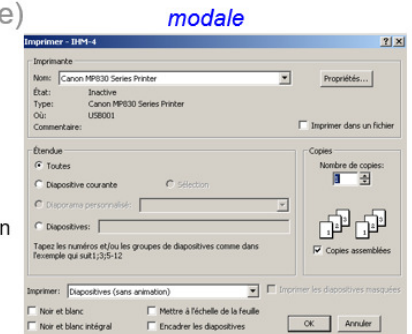 e)
modale
Imprimer - IHM-4
Imprimante
Nom: Canon MP830 Series Printer
Propriétés...
État: Inactive
Type: Canon MP830 Series Printer
Où: USB001
Commentaire:
Imprimer dans un fichier
Étendue
Toutes
Diapositive courante
Sélection
Diaporama personnalisé:
Diapositives:
Tapez les numéros et/ou les groupes de diapositives comme dans
l'exemple qui suit1;3;5-12
Copies
Nombre de copies:
1
Copies assemblées
n
Imprimer: Diapositives (sans animation)
Imprimer les diapositives masquées
Noir et blanc
Mettre à l'échelle de la feuille
Noir et blanc intégral
Encadrer les diapositives
OK
Annuler